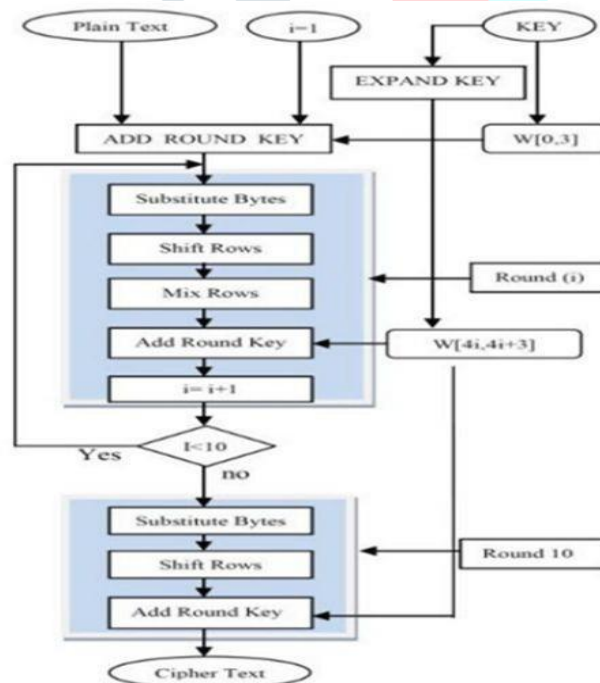 Plain Text
i=1
KEY
EXPAND KEY
ADD ROUND KEY
W[0,3]
Substitute Bytes
Shift Rows
Mix Rows
Round (i)
Add Round Key
W[4i,4i+3]
i= i+1
I<10
Yes
no
Substitute Bytes
Shift Rows
Round 10
Add Round Key
Cipher Text